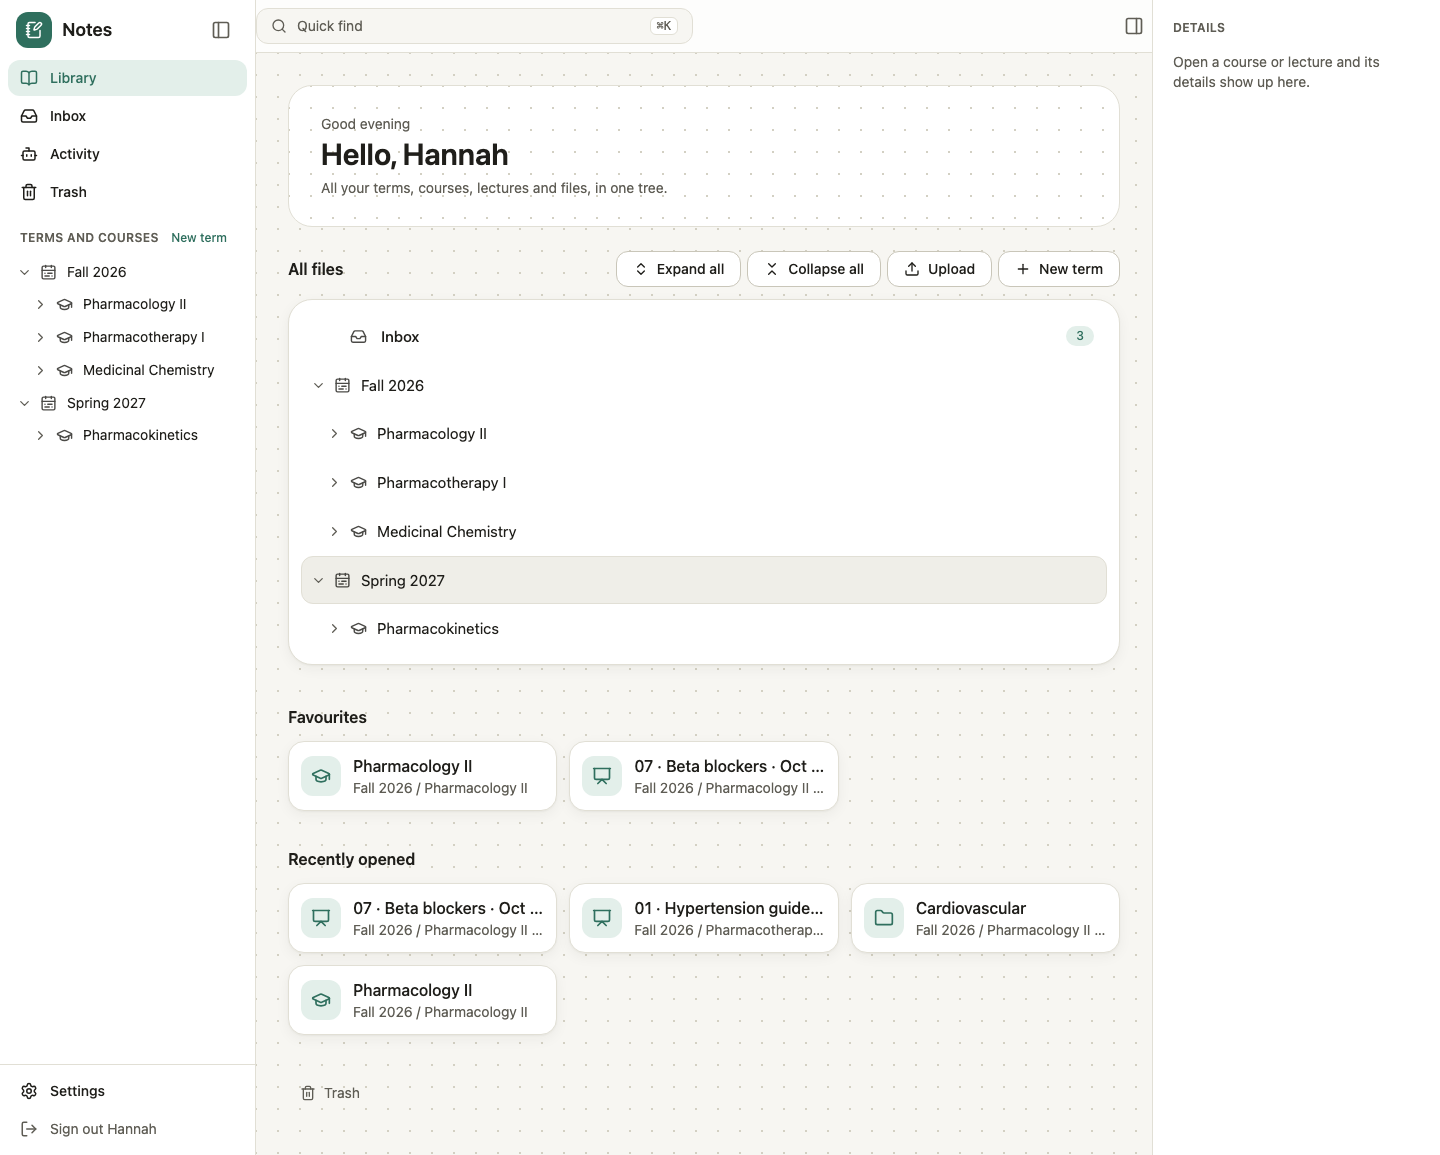 Notes
Library
Inbox
Activity
Trash
TERMS AND COURSES New term
Fall 2026
Pharmacology II
Pharmacotherapy I
Medicinal Chemistry
Spring 2027
Pharmacokinetics
Settings
Sign out Hannah
Quick find ⌘K
Good evening
Hello, Hannah
All your terms, courses, lectures and files, in one tree.
All files
Expand all
Collapse all
Upload
New term
Inbox 3
Fall 2026
Pharmacology II
Pharmacotherapy I
Medicinal Chemistry
Spring 2027
Pharmacokinetics
Favourites
Pharmacology II
Fall 2026 / Pharmacology II
07 · Beta blockers · Oct ...
Fall 2026 / Pharmacology II ...
Recently opened
07 · Beta blockers · Oct ...
Fall 2026 / Pharmacology II ...
01 · Hypertension guide...
Fall 2026 / Pharmacotherap...
Cardiovascular
Fall 2026 / Pharmacology II ...
Pharmacology II
Fall 2026 / Pharmacology II
Trash
DETAILS
Open a course or lecture and its
details show up here.